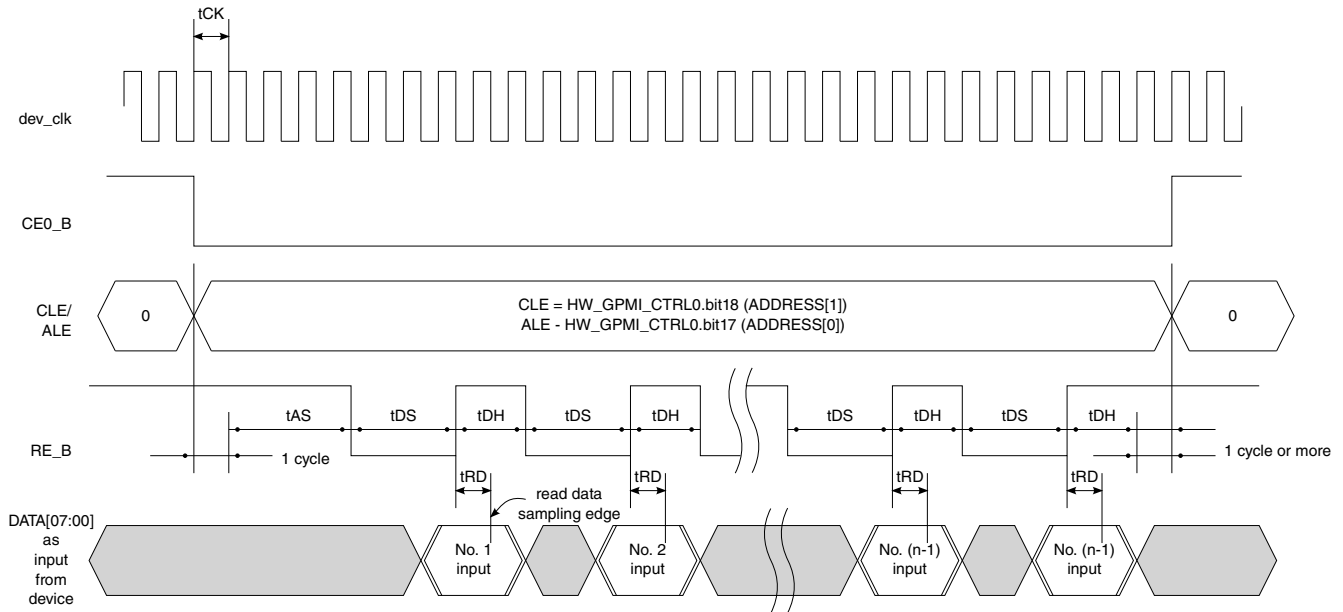 tCK
dev_clk
CE0_B
CLE/
ALE
0
CLE = HW_GPMI_CTRL0.bit18 (ADDRESS[1])
ALE - HW_GPMI_CTRL0.bit17 (ADDRESS[0])
0
tAS
tDS
tDH
tDS
tDH
tDS
tDH
tDS
tDH
RE_B
1 cycle
1 cycle or more
tRD
tRD
tRD
tRD
read data
sampling edge
DATA[07:00]
as
input
from
device
No. 1
input
No. 2
input
No. (n-1)
input
No. (n-1)
input